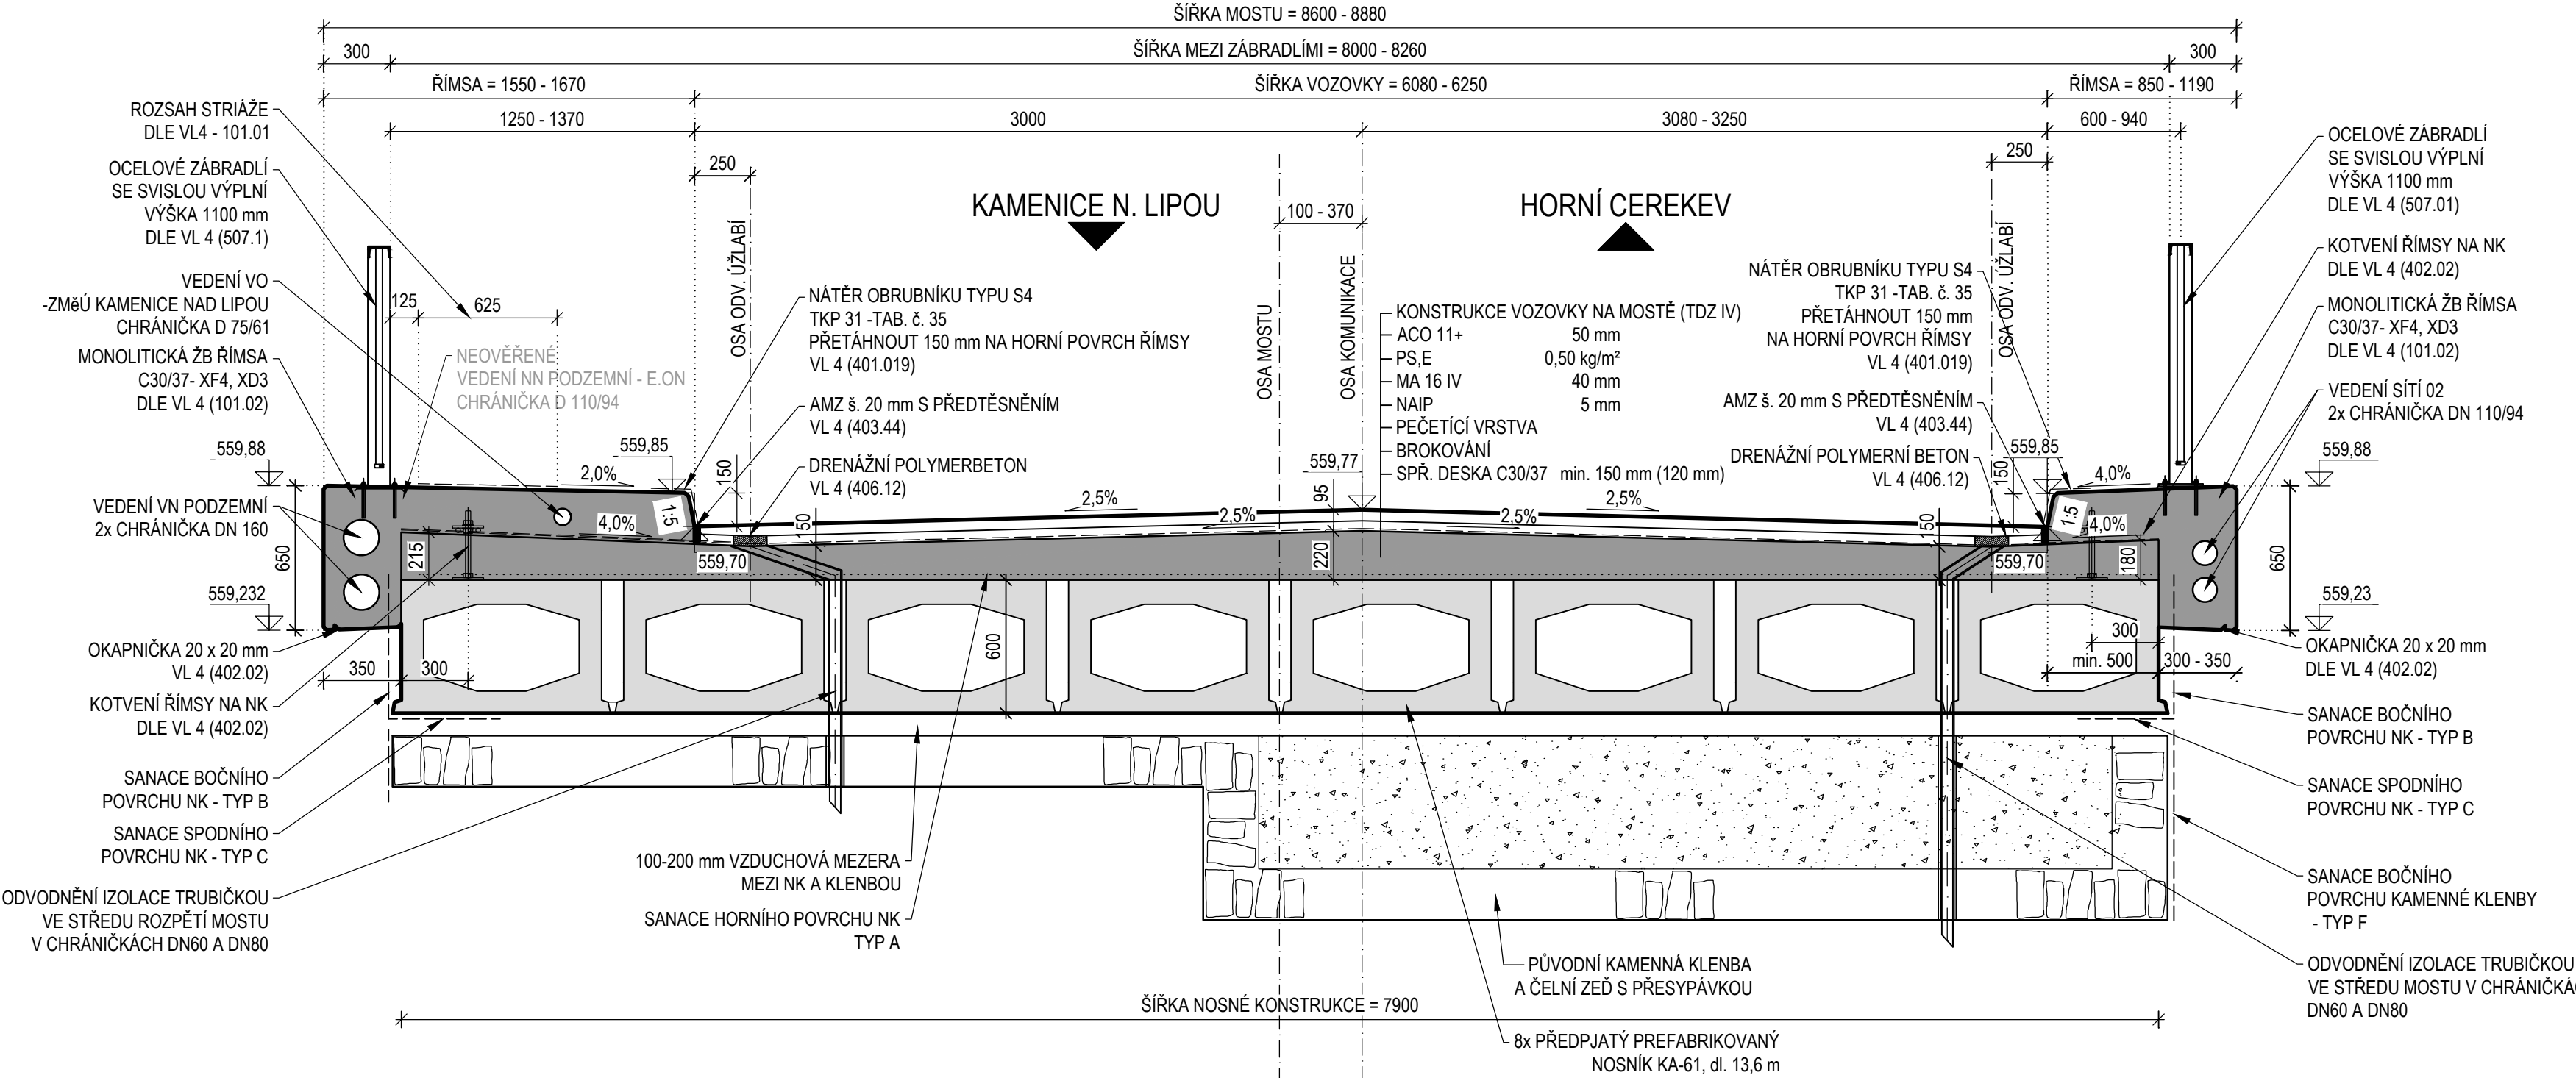 ŠÍŘKA MOSTU = 8600 - 8880
300
ŠÍŘKA MEZI ZÁBRADLÍMI = 8000 - 8260
300
ŘÍMSA = 1550 - 1670
ŠÍŘKA VOZOVKY = 6080 - 6250
ŘÍMSA = 850 - 1190
1250 - 1370
3000
3080 - 3250
600 - 940
250
250
100 - 370
KAMENICE N. LIPOU
HORNÍ CEREKEV
ROZSAH STRIÁŽE
DLE VL4 - 101.01
OCELOVÉ ZÁBRADLÍ
SE SVISLOU VÝPLNÍ
VÝŠKA 1100 mm
DLE VL 4 (507.1)
VEDENÍ VO
-ZMěÚ KAMENICE NAD LIPOU
CHRÁNIČKA D 75/61
MONOLITICKÁ ŽB ŘÍMSA
C30/37- XF4, XD3
DLE VL 4 (101.02)
559,88
VEDENÍ VN PODZEMNÍ
2x CHRÁNIČKA DN 160
650
559,232
OKAPNIČKA 20 x 20 mm
VL 4 (402.02)
KOTVENÍ ŘÍMSY NA NK
DLE VL 4 (402.02)
SANACE BOČNÍHO
POVRCHU NK - TYP B
SANACE SPODNÍHO
POVRCHU NK - TYP C
ODVODNĚNÍ IZOLACE TRUBIČKOU
VE STŘEDU ROZPĚTÍ MOSTU
V CHRÁNIČKÁCH DN60 A DN80
125
625
NEOVĚŘENÉ
VEDENÍ NN PODZEMNÍ - E.ON
CHRÁNIČKA D 110/94
559,85
2,0%
150
1:5
4,0%
215
559,70
150
350
300
OSA ODV. ÚŽLABÍ
NÁTĚR OBRUBNÍKU TYPU S4
TKP 31 -TAB. č. 35
PŘETÁHNOUT 150 mm NA HORNÍ POVRCH ŘÍMSY
VL 4 (401.019)
AMZ š. 20 mm S PŘEDTĚSNĚNÍM
VL 4 (403.44)
DRENÁŽNÍ POLYMERBETON
VL 4 (406.12)
2,5%
2,5%
OSA MOSTU
OSA KOMUNIKACE
559,77
95
220
600
KONSTRUKCE VOZOVKY NA MOSTĚ (TDZ IV)
ACO 11+ 50 mm
PS,E 0,50 kg/m²
MA 16 IV 40 mm
NAIP 5 mm
PEČETÍCÍ VRSTVA
BROKOVÁNÍ
SPŘ. DESKA C30/37 min. 150 mm (120 mm)
2,5%
2,5%
NÁTĚR OBRUBNÍKU TYPU S4
TKP 31 -TAB. č. 35
PŘETÁHNOUT 150 mm
NA HORNÍ POVRCH ŘÍMSY
VL 4 (401.019)
AMZ š. 20 mm S PŘEDTĚSNĚNÍM
VL 4 (403.44)
DRENÁŽNÍ POLYMERNÍ BETON
VL 4 (406.12)
OSA ODV. ÚŽLABÍ
559,85
150
4,0%
1:5
4,0%
150
559,70
180
300
min. 500
300 - 350
OCELOVÉ ZÁBRADLÍ
SE SVISLOU VÝPLNÍ
VÝŠKA 1100 mm
DLE VL 4 (507.01)
KOTVENÍ ŘÍMSY NA NK
DLE VL 4 (402.02)
MONOLITICKÁ ŽB ŘÍMSA
C30/37- XF4, XD3
DLE VL 4 (101.02)
VEDENÍ SÍTÍ 02
2x CHRÁNIČKA DN 110/94
559,88
650
559,23
OKAPNIČKA 20 x 20 mm
DLE VL 4 (402.02)
SANACE BOČNÍHO
POVRCHU NK - TYP B
SANACE SPODNÍHO
POVRCHU NK - TYP C
SANACE BOČNÍHO
POVRCHU KAMENNÉ KLENBY
- TYP F
ODVODNĚNÍ IZOLACE TRUBIČKOU
VE STŘEDU MOSTU V CHRÁNIČKÁC
DN60 A DN80
100-200 mm VZDUCHOVÁ MEZERA
MEZI NK A KLENBOU
SANACE HORNÍHO POVRCHU NK
TYP A
PŮVODNÍ KAMENNÁ KLENBA
A ČELNÍ ZEĎ S PŘESYPÁVKOU
ŠÍŘKA NOSNÉ KONSTRUKCE = 7900
8x PŘEDPJATÝ PREFABRIKOVANÝ
NOSNÍK KA-61, dl. 13,6 m